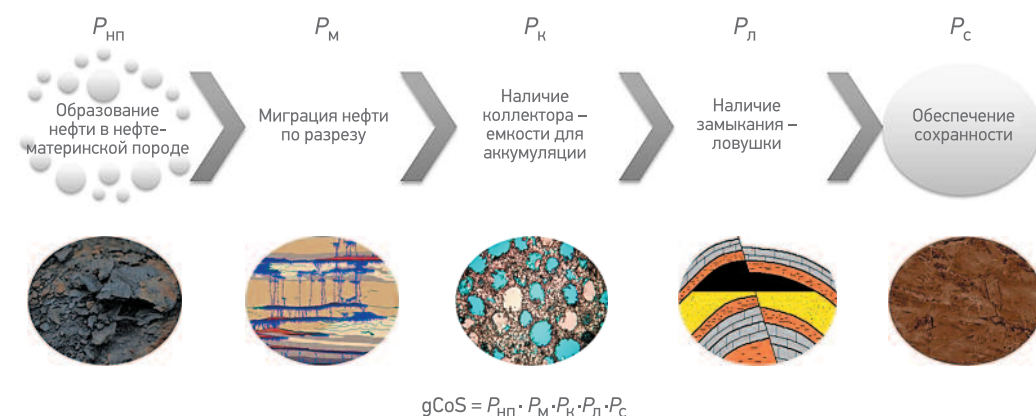 Pнп Pм Pк Pл Pс
Образование
нефти в нефте-
материнской породе
Миграция нефти
по разрезу
Наличие
коллектора –
емкости для
аккумуляции
Наличие
замыкания –
ловушки
Обеспечение
сохранности
gCoS = Pнп · Pм · Pк · Pл · Pс